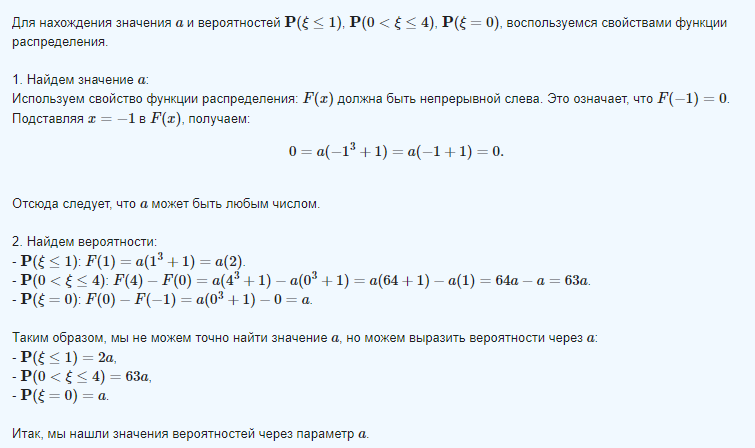 Для нахождения значения a и вероятностей P(ξ ≤ 1), P(0 < ξ ≤ 4), P(ξ = 0), воспользуемся свойствами функции
распределения.
1. Найдем значение a:
Используем свойство функции распределения: F(x) должна быть непрерывной слева. Это означает, что F(−1) = 0.
Подставляя x = −1 в F(x), получаем:
0 = a(−1³ + 1) = a(−1 + 1) = 0.
Отсюда следует, что a может быть любым числом.
2. Найдем вероятности:
- P(ξ ≤ 1): F(1) = a(1³ + 1) = a(2).
- P(0 < ξ ≤ 4): F(4) − F(0) = a(4³ + 1) − a(0³ + 1) = a(64 + 1) − a(1) = 64a − a = 63a.
- P(ξ = 0): F(0) − F(−1) = a(0³ + 1) − 0 = a.
Таким образом, мы не можем точно найти значение a, но можем выразить вероятности через a:
- P(ξ ≤ 1) = 2a,
- P(0 < ξ ≤ 4) = 63a,
- P(ξ = 0) = a.
Итак, мы нашли значения вероятностей через параметр a.